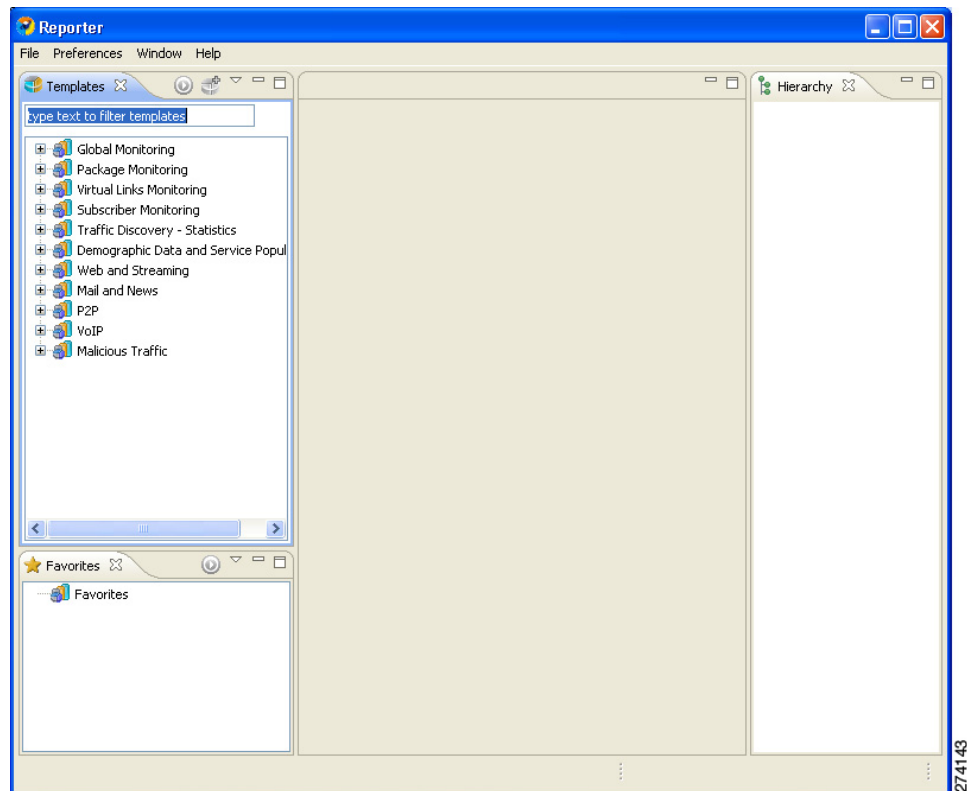 Reporter
File Preferences Window Help
Templates
type text to filter templates
Global Monitoring
Package Monitoring
Virtual Links Monitoring
Subscriber Monitoring
Traffic Discovery - Statistics
Demographic Data and Service Popul
Web and Streaming
Mail and News
P2P
VoIP
Malicious Traffic
Favorites
Favorites
Hierarchy
274143